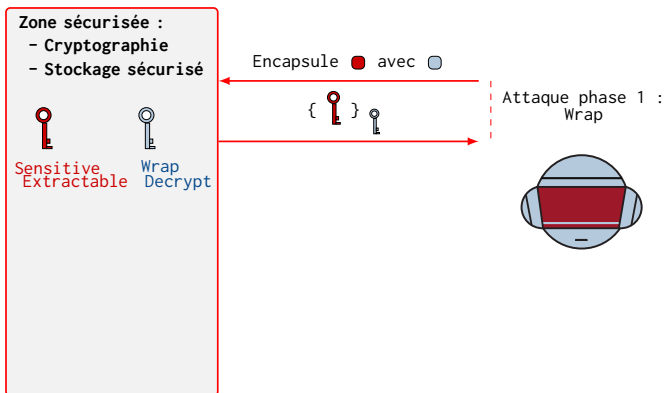 Zone sécurisée :
– Cryptographie
– Stockage sécurisé
Encapsule avec
{ }
Attaque phase 1 :
Wrap
Sensitive
Extractable
Wrap
Decrypt